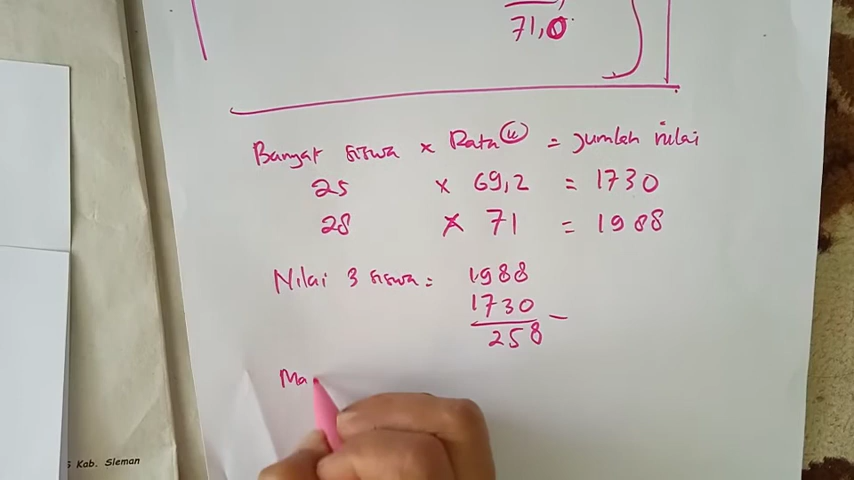 71,0
Banyak siswa x Rata(u) = jumlah nilai
25 x 69,2 = 1730
28 x 71 = 1988
Nilai 3 siswa = 1988
1730 -
258
Ma
Kab. Sleman